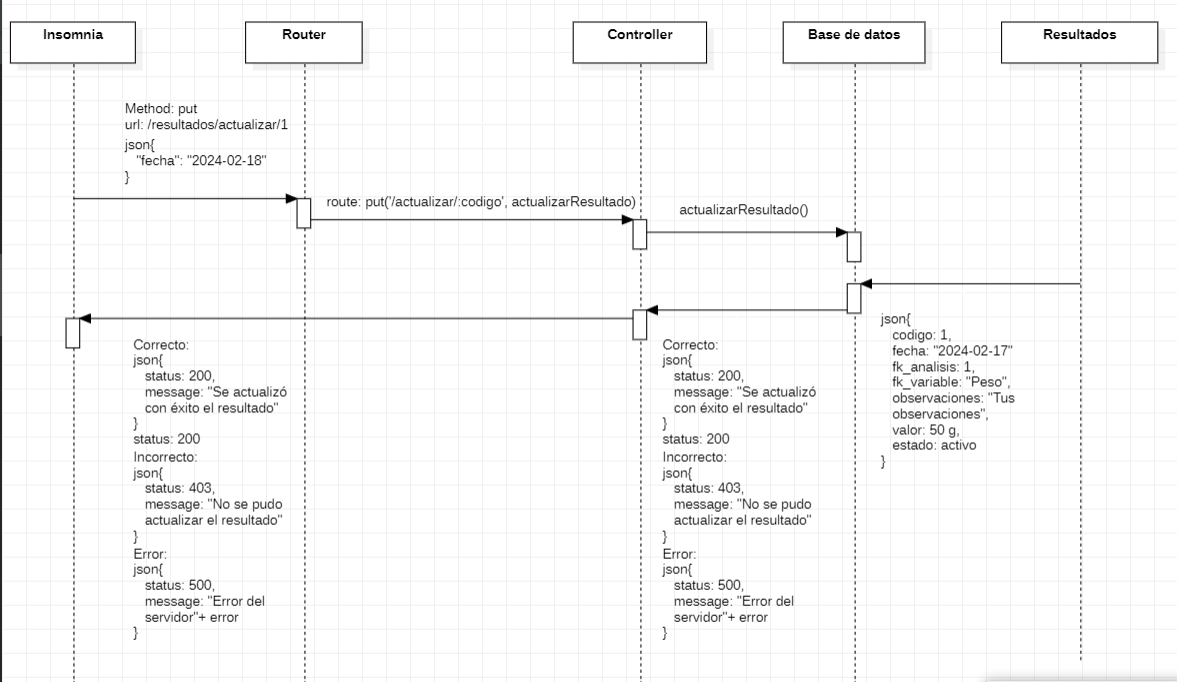 Insomnia
Router
Controller
Base de datos
Resultados
Method: put
url: /resultados/actualizar/1
json{
"fecha": "2024-02-18"
}
route: put('/actualizar/:codigo', actualizarResultado)
actualizarResultado()
Correcto:
json{
status: 200,
message: "Se actualizó
con éxito el resultado"
}
status: 200
Incorrecto:
json{
status: 403,
message: "No se pudo
actualizar el resultado"
}
Error:
json{
status: 500,
message: "Error del
servidor"+ error
}
Correcto:
json{
status: 200,
message: "Se actualizó
con éxito el resultado"
}
status: 200
Incorrecto:
json{
status: 403,
message: "No se pudo
actualizar el resultado"
}
Error:
json{
status: 500,
message: "Error del
servidor"+ error
}
json{
codigo: 1,
fecha: "2024-02-17"
fk_analisis: 1,
fk_variable: "Peso",
observaciones: "Tus
observaciones",
valor: 50 g,
estado: activo
}